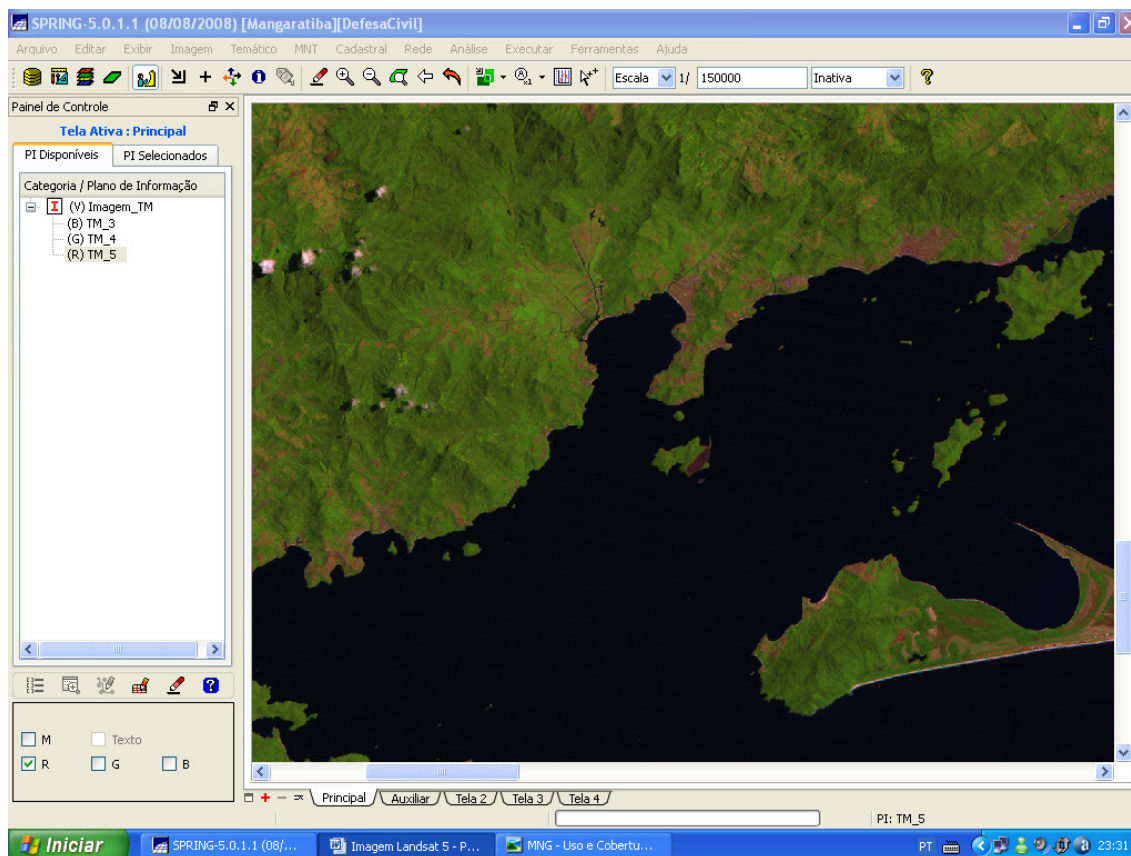 SPRING-5.0.1.1 (08/08/2008) [Mangaratiba][DefesaCivil]
Arquivo Editar Exibir Imagem Temático MNT Cadastral Rede Análise Executar Ferramentas Ajuda
Escala 1/ 150000 Inativa
Painel de Controle
Tela Ativa : Principal
PI Disponíveis PI Selecionados
Categoria / Plano de Informação
(V) Imagem_TM
(B) TM_3
(G) TM_4
(R) TM_5
M Texto
R G B
Principal Auxiliar Tela 2 Tela 3 Tela 4
PI: TM_5
Iniciar SPRING-5.0.1.1 (08/... Imagem Landsat 5 - P... MNG - Uso e Cobertu... PT 23:31